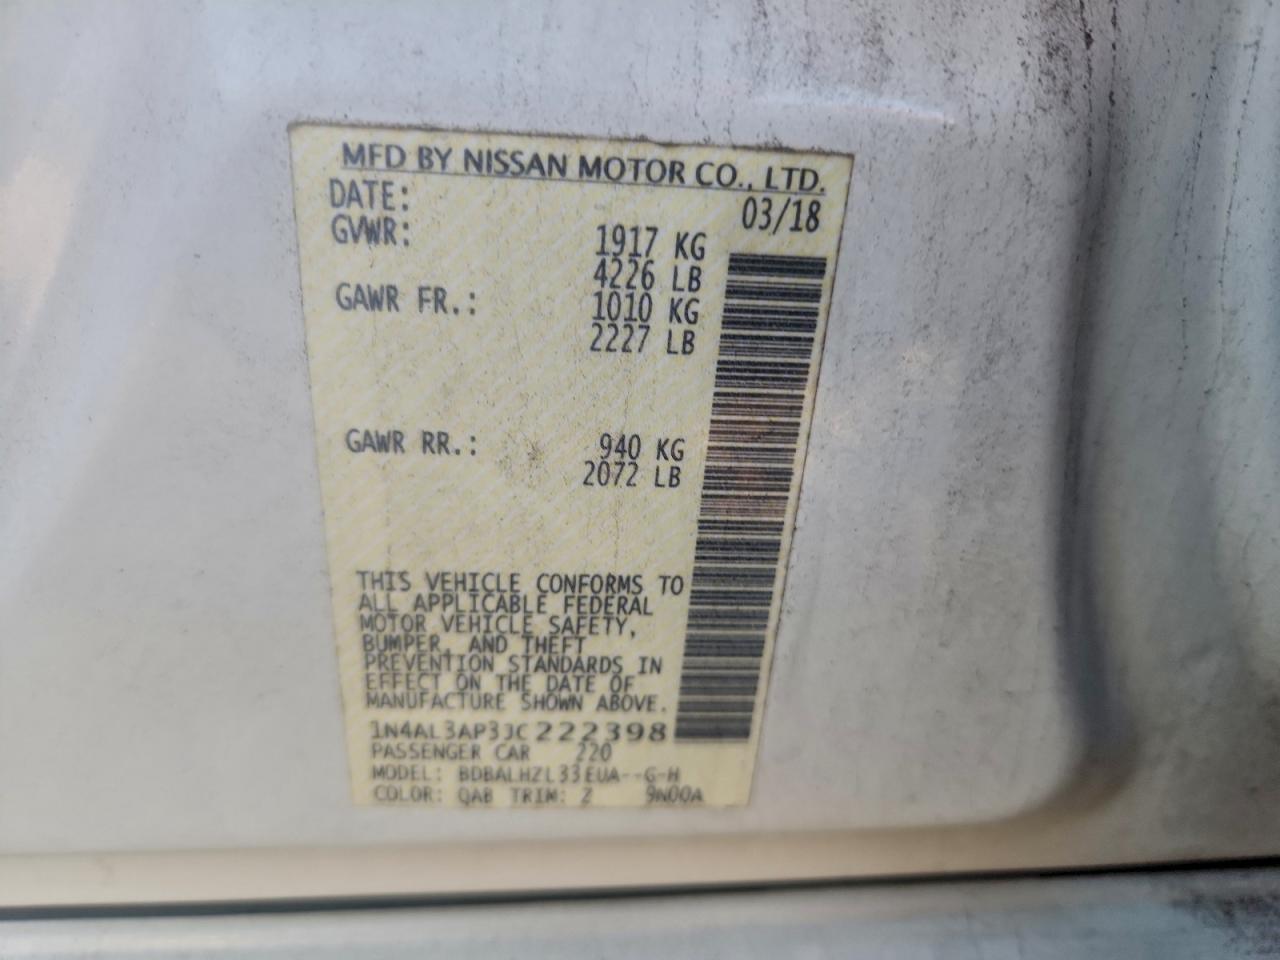 MFD BY NISSAN MOTOR CO., LTD.
DATE: 03/18
GVWR: 1917 KG
4226 LB
GAWR FR.: 1010 KG
2227 LB
GAWR RR.: 940 KG
2072 LB
THIS VEHICLE CONFORMS TO
ALL APPLICABLE FEDERAL
MOTOR VEHICLE SAFETY,
BUMPER, AND THEFT
PREVENTION STANDARDS IN
EFFECT ON THE DATE OF
MANUFACTURE SHOWN ABOVE.
1N4AL3AP3JC222398
PASSENGER CAR 220
MODEL: BDBALHZL33EUA--G-H
COLOR: QAB TRIM: Z 9N00A